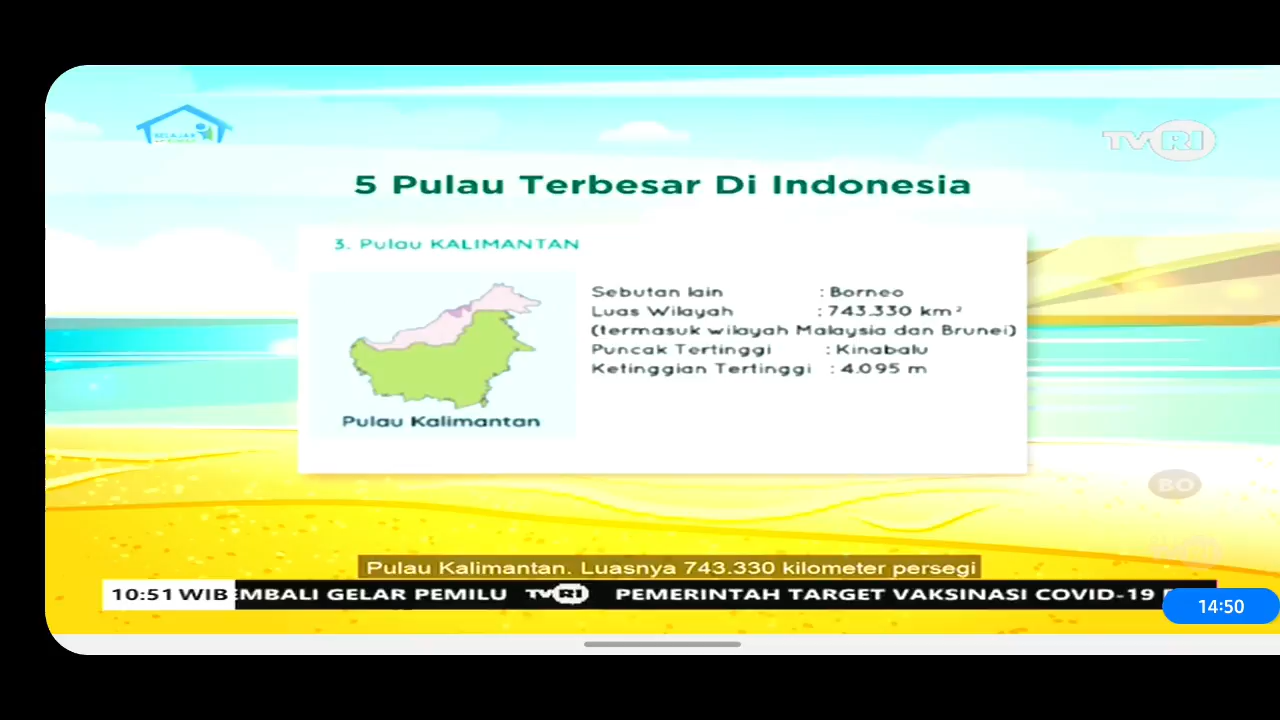 BELAJAR
TVRI
5 Pulau Terbesar Di Indonesia
3. Pulau KALIMANTAN
Sebutan lain : Borneo
Luas Wilayah : 743.330 km²
(termasuk wilayah Malaysia dan Brunei)
Puncak Tertinggi : Kinabalu
Ketinggian Tertinggi : 4.095 m
Pulau Kalimantan
BO
Pulau Kalimantan. Luasnya 743.330 kilometer persegi
10:51 WIB EMBALI GELAR PEMILU TVRI PEMERINTAH TARGET VAKSINASI COVID-19
14:50